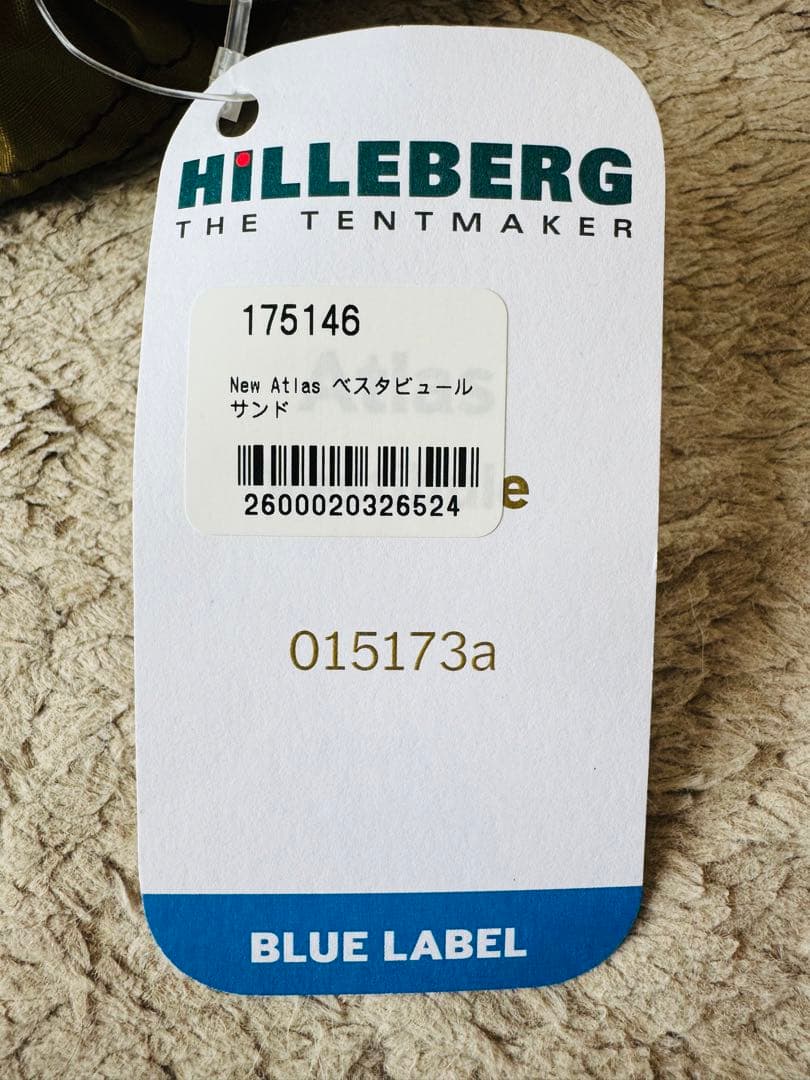 HILLEBERG
THE TENTMAKER
175146
New Atlas ベスタビュール
サンド
Atlas
2600020326524
015173a
BLUE LABEL